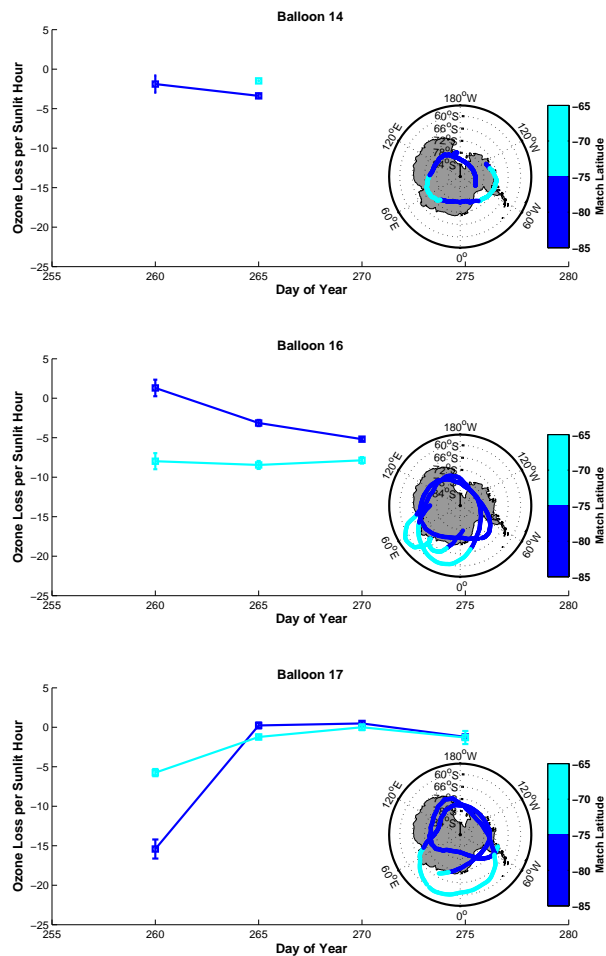 Balloon 14
Ozone Loss per Sunlit Hour
5
0
−5
−10
−15
−20
−25
255
260
265
270
275
280
Day of Year
180°W
120°W
60°W
0°
60°E
120°E
60°S
66°S
72°S
78°S
−65
−70
−75
−80
−85
Match Latitude
Balloon 16
Ozone Loss per Sunlit Hour
5
0
−5
−10
−15
−20
−25
255
260
265
270
275
280
Day of Year
180°W
120°W
60°W
0°
60°E
120°E
60°S
66°S
72°S
84°S
−65
−70
−75
−80
−85
Match Latitude
Balloon 17
Ozone Loss per Sunlit Hour
5
0
−5
−10
−15
−20
−25
255
260
265
270
275
280
Day of Year
180°W
120°W
60°W
0°
60°E
120°E
60°S
66°S
−65
−70
−75
−80
−85
Match Latitude